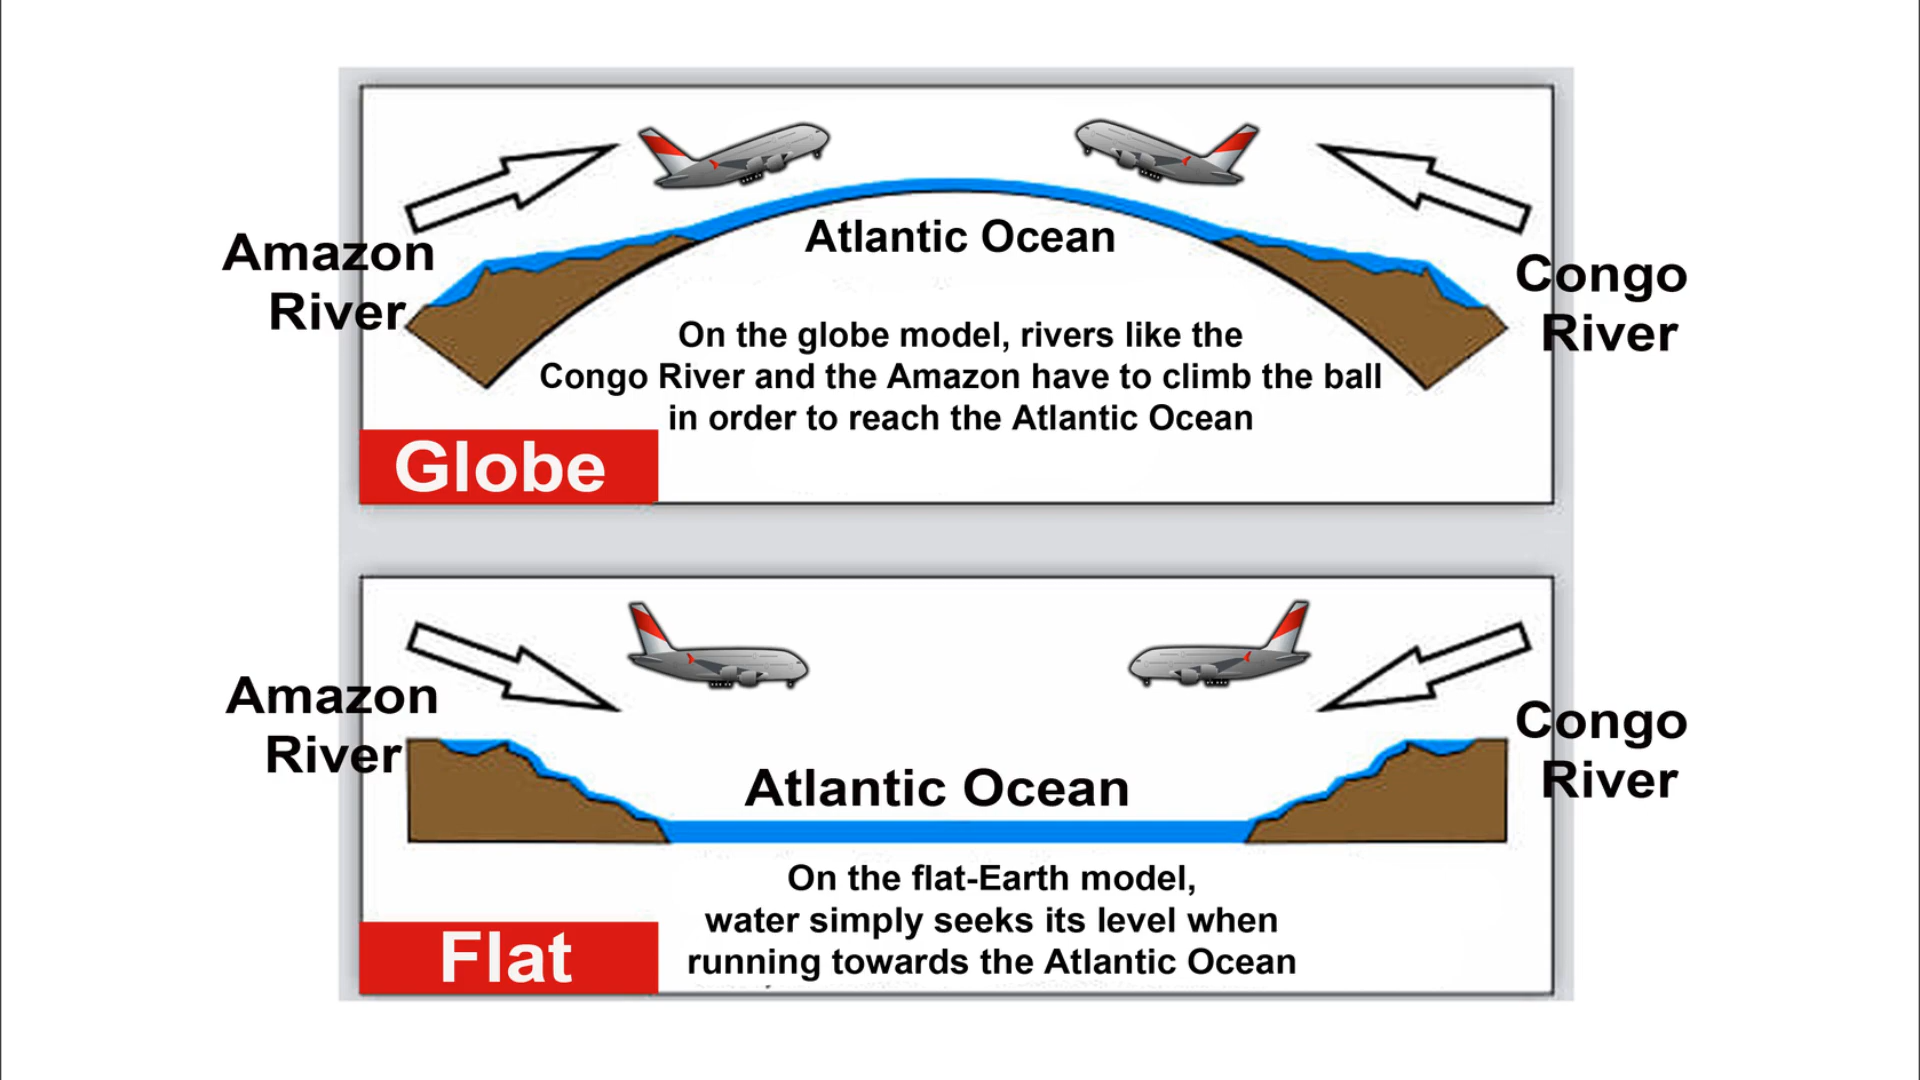 Amazon
River
Atlantic Ocean
Congo
River
On the globe model, rivers like the
Congo River and the Amazon have to climb the ball
in order to reach the Atlantic Ocean
Globe
Amazon
River
Atlantic Ocean
Congo
River
On the flat-Earth model,
water simply seeks its level when
running towards the Atlantic Ocean
Flat